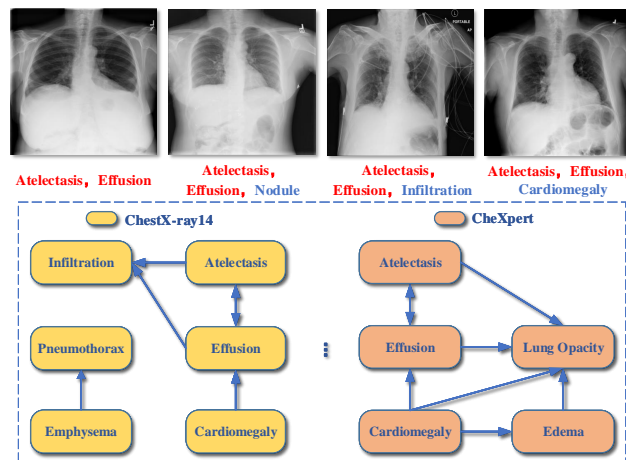 PORTABLE
Atelectasis, Effusion
Atelectasis,
Effusion, Nodule
Atelectasis,
Effusion, Infiltration
Atelectasis, Effusion,
Cardiomegaly
ChestX-ray14
CheXpert
Infiltration
Atelectasis
Atelectasis
Pneumothorax
Effusion
Effusion
Lung Opacity
Emphysema
Cardiomegaly
Cardiomegaly
Edema